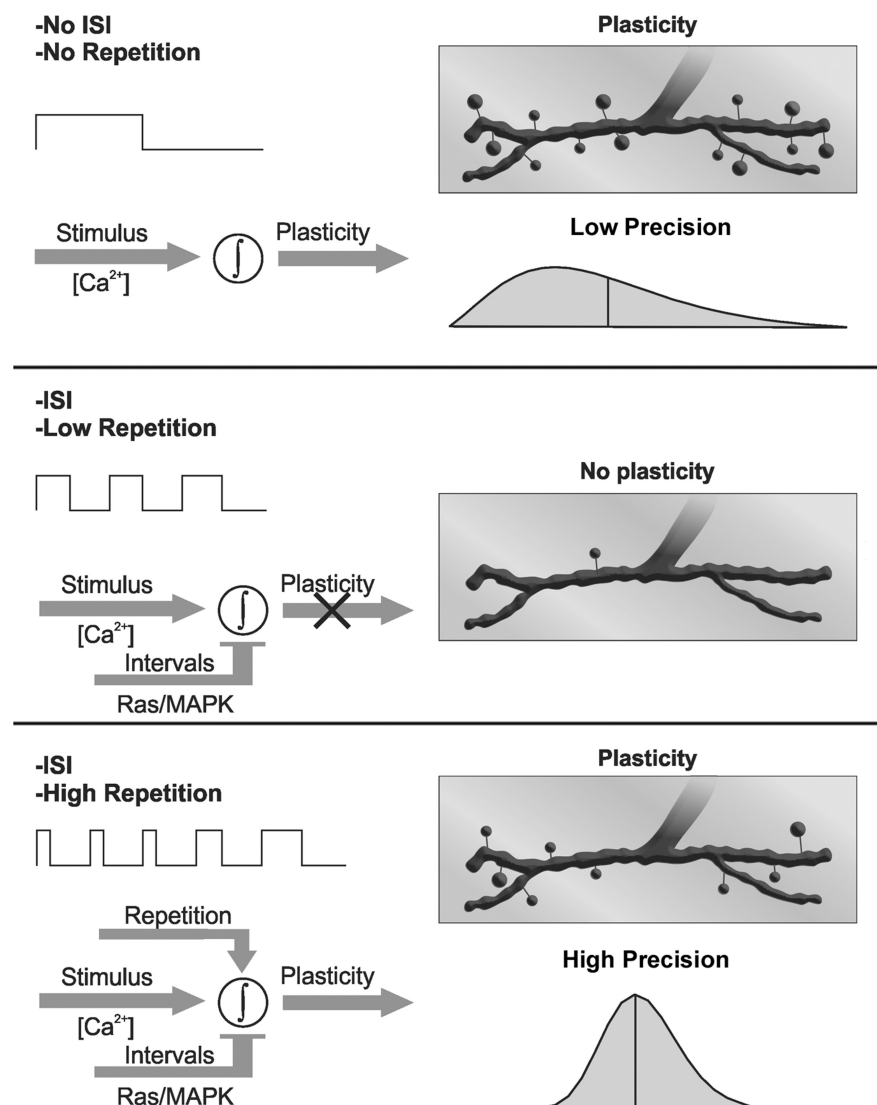 -No ISI
-No Repetition
Plasticity
Stimulus
[Ca²⁺]
∫
Plasticity
Low Precision
-ISI
-Low Repetition
No plasticity
Stimulus
[Ca²⁺]
∫
Plasticity
Intervals
Ras/MAPK
-ISI
-High Repetition
Plasticity
Repetition
Stimulus
[Ca²⁺]
∫
Plasticity
Intervals
Ras/MAPK
High Precision